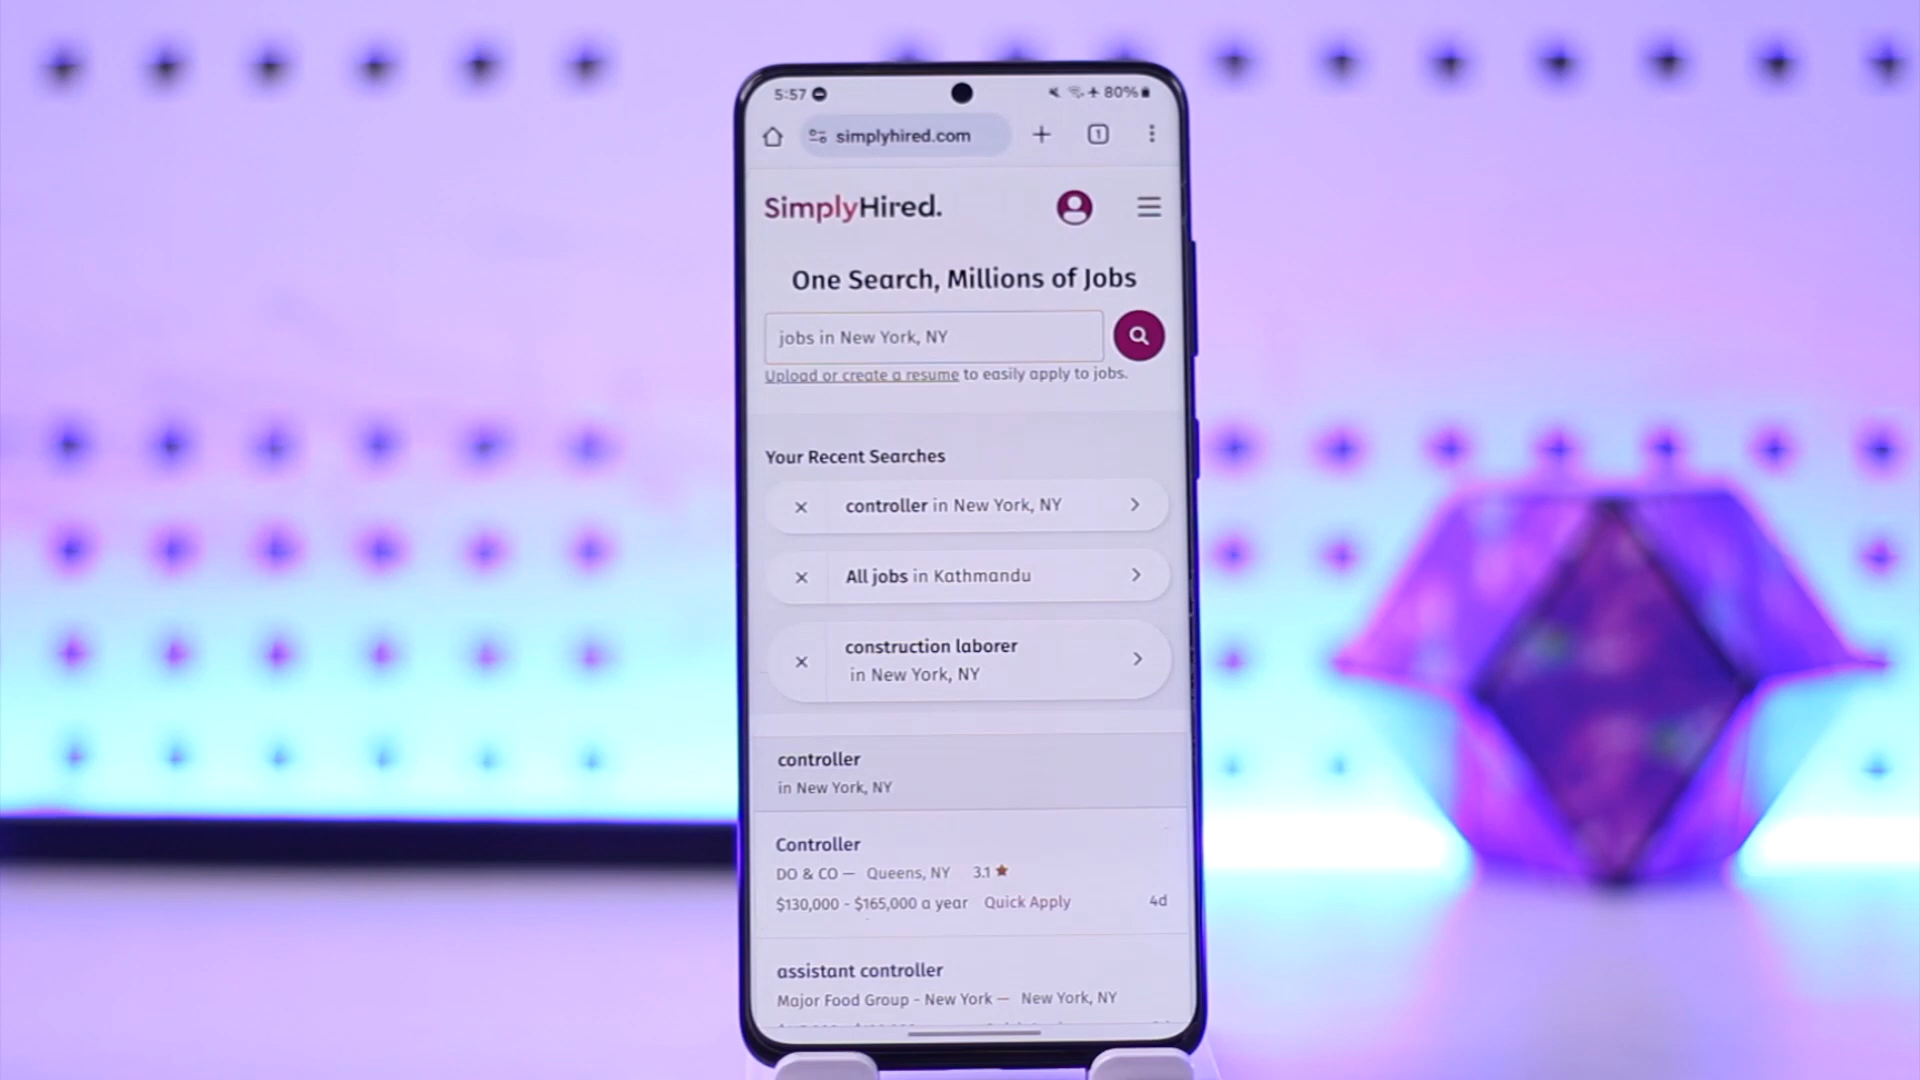 5:57
80%
simplyhired.com
1
SimplyHired.
One Search, Millions of Jobs
jobs in New York, NY
Upload or create a resume to easily apply to jobs.
Your Recent Searches
controller in New York, NY
All jobs in Kathmandu
construction laborer
in New York, NY
controller
in New York, NY
Controller
DO & CO — Queens, NY 3.1
$130,000 - $165,000 a year Quick Apply 4d
assistant controller
Major Food Group - New York — New York, NY